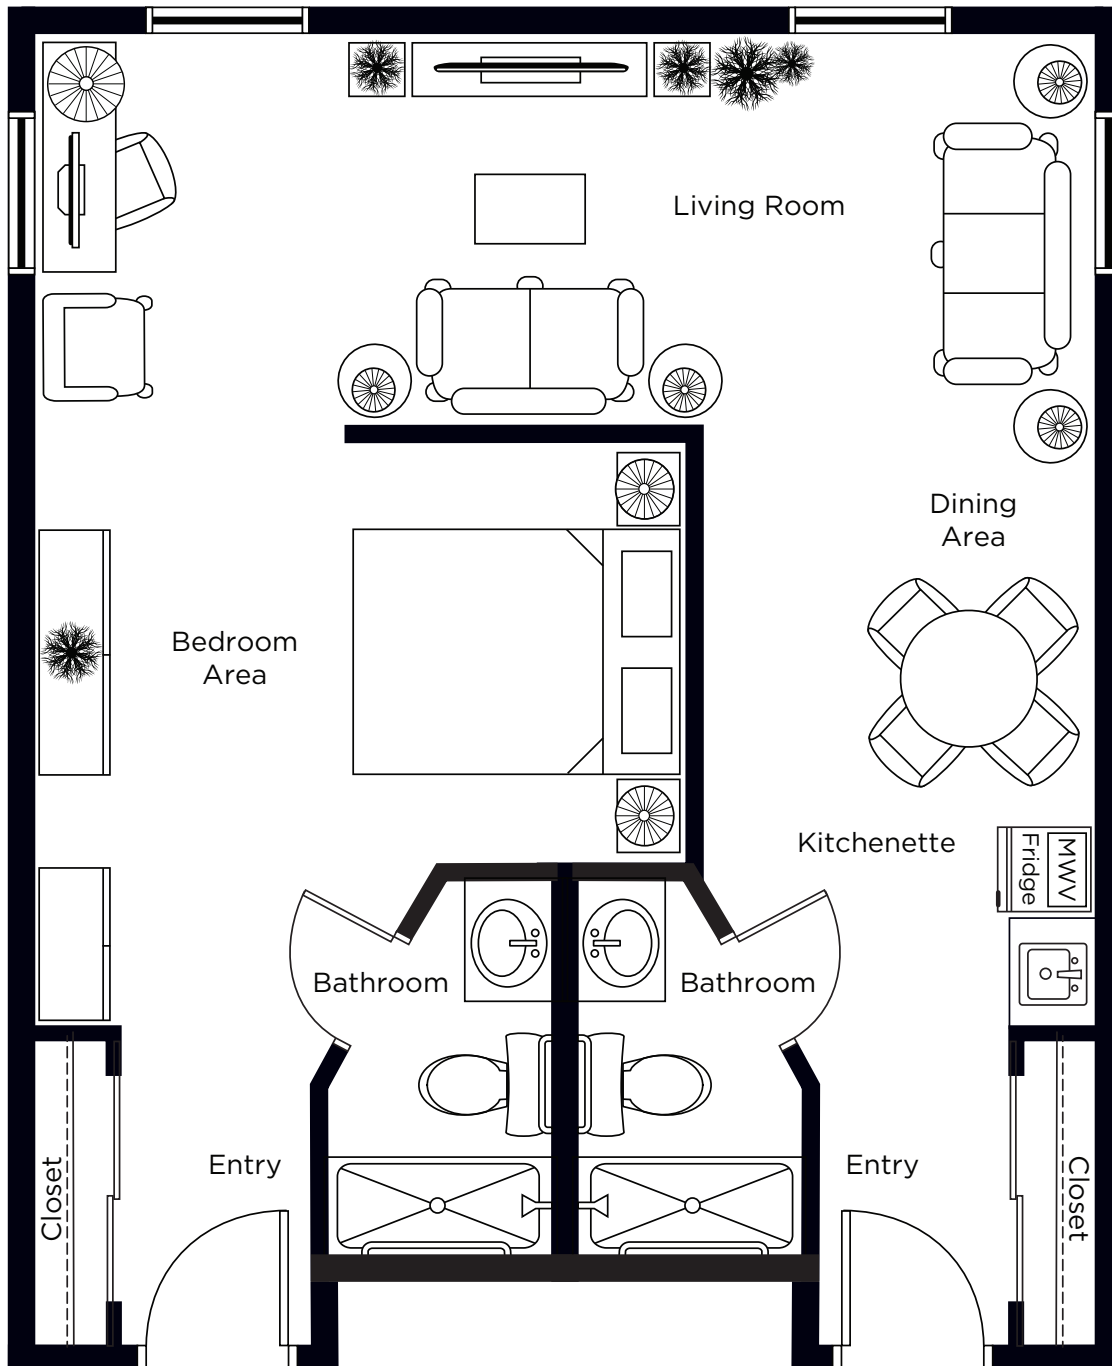 Living Room
Dining
Area
Bedroom
Area
Kitchenette
MWV
Fridge
Bathroom
Bathroom
Entry
Entry
Closet
Closet